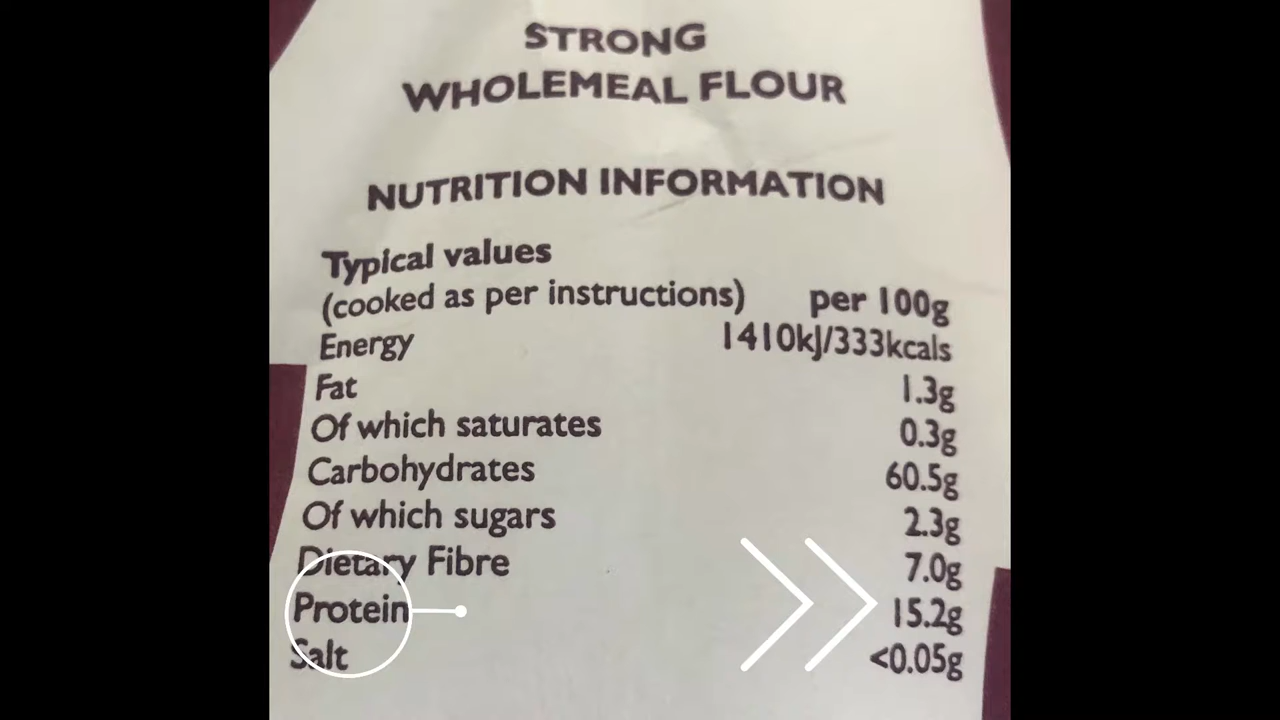 STRONG
WHOLEMEAL FLOUR
NUTRITION INFORMATION
Typical values
(cooked as per instructions) per 100g
Energy 1410kJ/333kcals
Fat 1.3g
Of which saturates 0.3g
Carbohydrates 60.5g
Of which sugars 2.3g
Dietary Fibre 7.0g
Protein 15.2g
Salt <0.05g